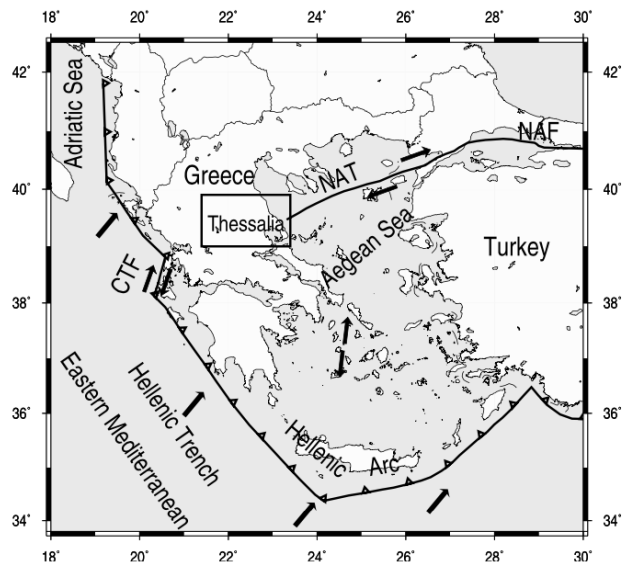 18˚ 20˚ 22˚ 24˚ 26˚ 28˚ 30˚
42˚ 42˚
Adriatic Sea
NAF
NAT
Greece
40˚ 40˚
Thessalia
Aegean Sea
Turkey
CTF
38˚ 38˚
Hellenic Trench
Eastern Mediterranean
36˚ 36˚
Hellenic
Arc
34˚ 34˚
18˚ 20˚ 22˚ 24˚ 26˚ 28˚ 30˚